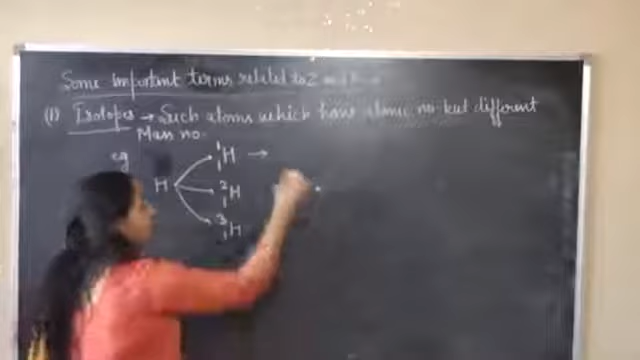 Some important terms related to Z and
(1) Isotopes → Such atoms which have atomic no. but different
Mass no.
eg
H
¹₁H →
²₁H
³₁H